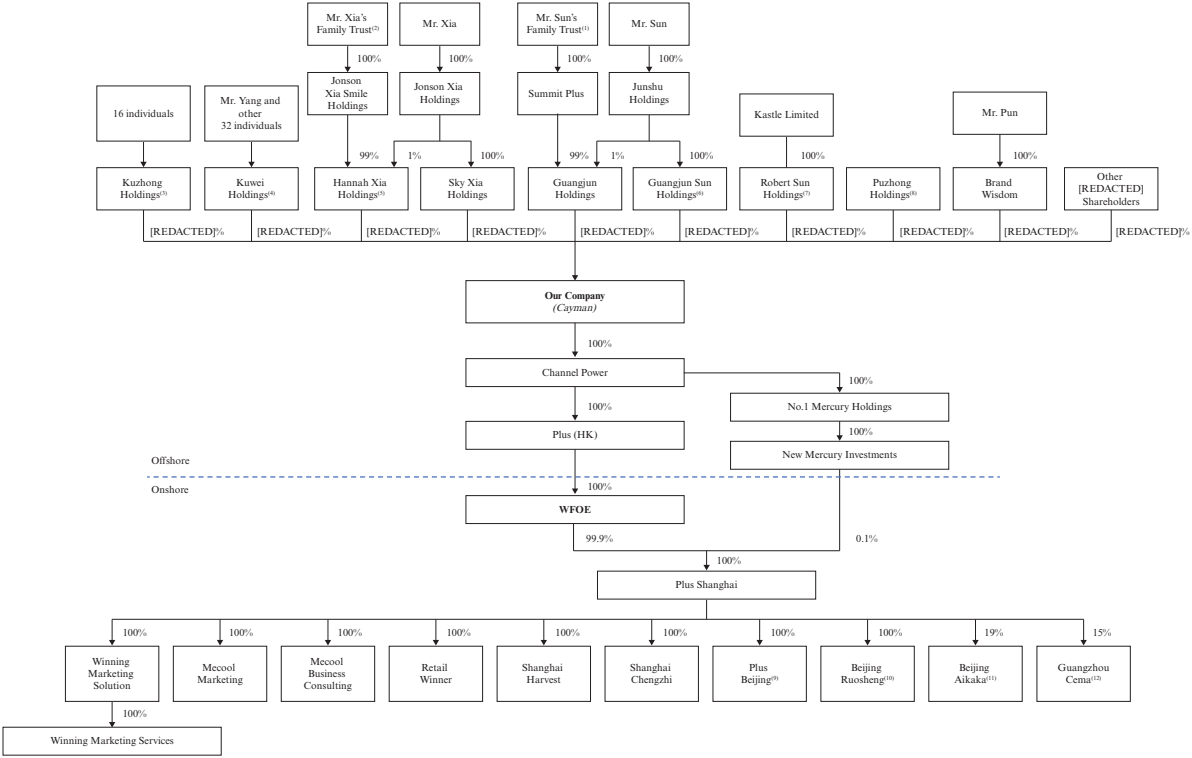 Mr. Xia’s
Family Trust(2)
Mr. Xia
Mr. Sun’s
Family Trust(1)
Mr. Sun
100%
100%
100%
100%
Jonson
Xia Smile
Holdings
Jonson Xia
Holdings
Summit Plus
Junshu
Holdings
16 individuals
Mr. Yang and
other
32 individuals
Kastle Limited
Mr. Pun
99%
1%
100%
99%
1%
100%
100%
100%
Kuzhong
Holdings(3)
Kuwei
Holdings(4)
Hannah Xia
Holdings(5)
Sky Xia
Holdings
Guangjun
Holdings
Guangjun Sun
Holdings(6)
Robert Sun
Holdings(7)
Puzhong
Holdings(8)
Brand
Wisdom
Other
[REDACTED]
Shareholders
[REDACTED]%
[REDACTED]%
[REDACTED]%
[REDACTED]%
[REDACTED]%
[REDACTED]%
[REDACTED]%
[REDACTED]%
[REDACTED]%
[REDACTED]%
Our Company
(Cayman)
100%
Channel Power
100%
100%
No.1 Mercury Holdings
100%
Plus (HK)
New Mercury Investments
Offshore
Onshore
100%
WFOE
99.9%
0.1%
100%
Plus Shanghai
100%
100%
100%
100%
100%
100%
100%
100%
19%
15%
Winning
Marketing
Solution
Mecool
Marketing
Mecool
Business
Consulting
Retail
Winner
Shanghai
Harvest
Shanghai
Chengzhi
Plus
Beijing(9)
Beijing
Ruosheng(10)
Beijing
Aikaka(11)
Guangzhou
Cema(12)
100%
Winning Marketing Services